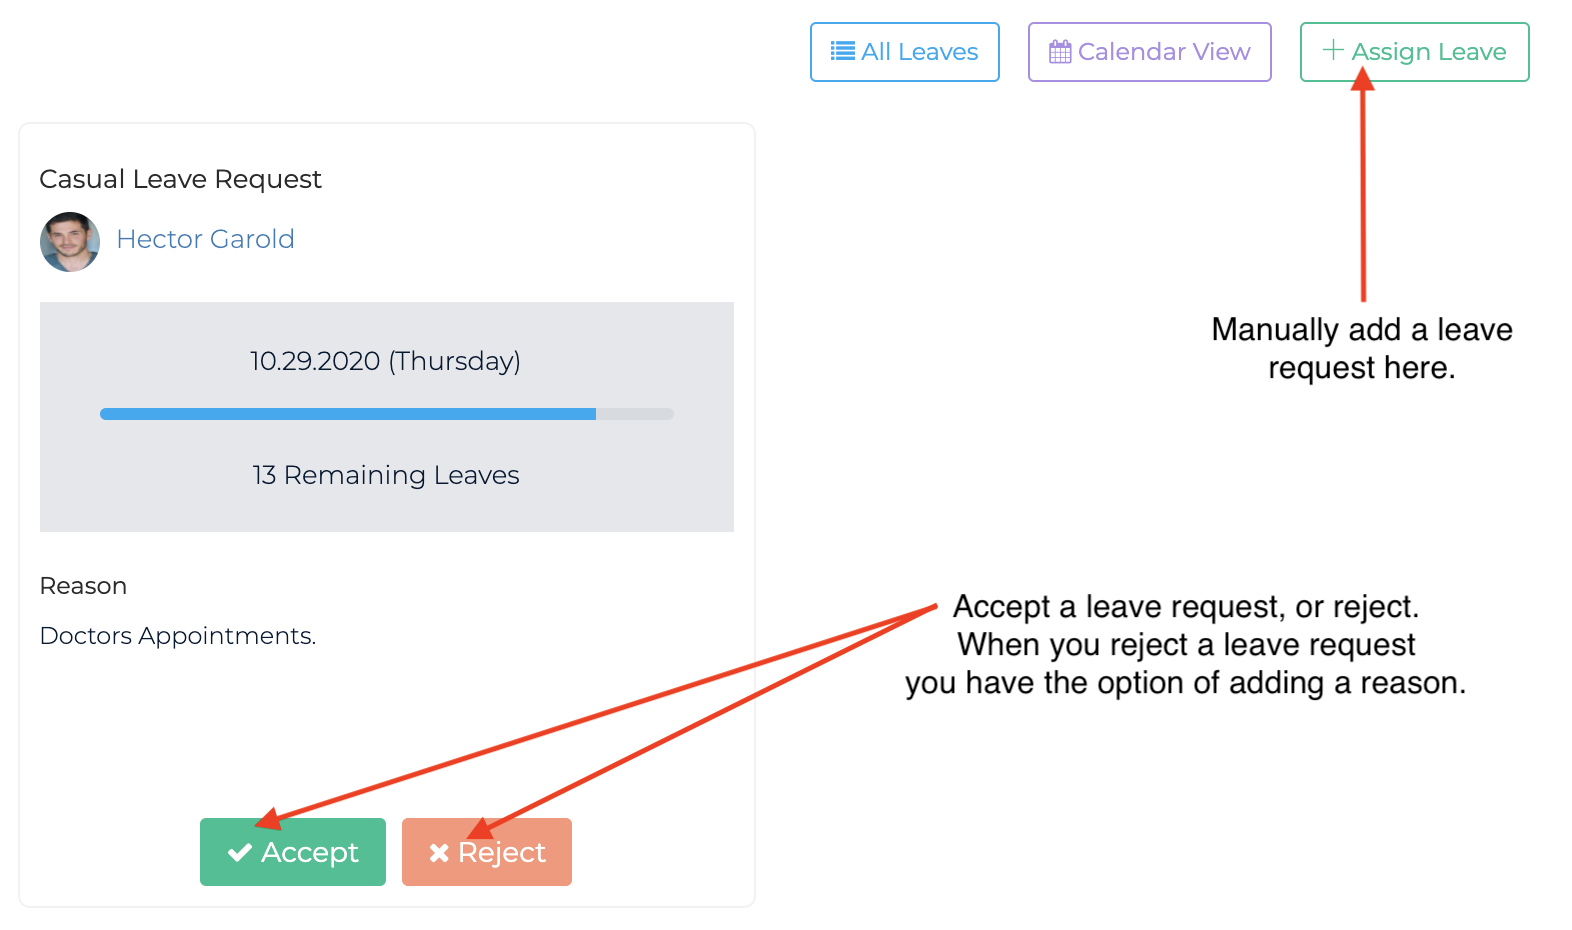 All Leaves
Calendar View
Assign Leave
Casual Leave Request
Hector Garold
10.29.2020 (Thursday)
13 Remaining Leaves
Manually add a leave
request here.
Reason
Doctors Appointments.
Accept a leave request, or reject.
When you reject a leave request
you have the option of adding a reason.
Accept
Reject